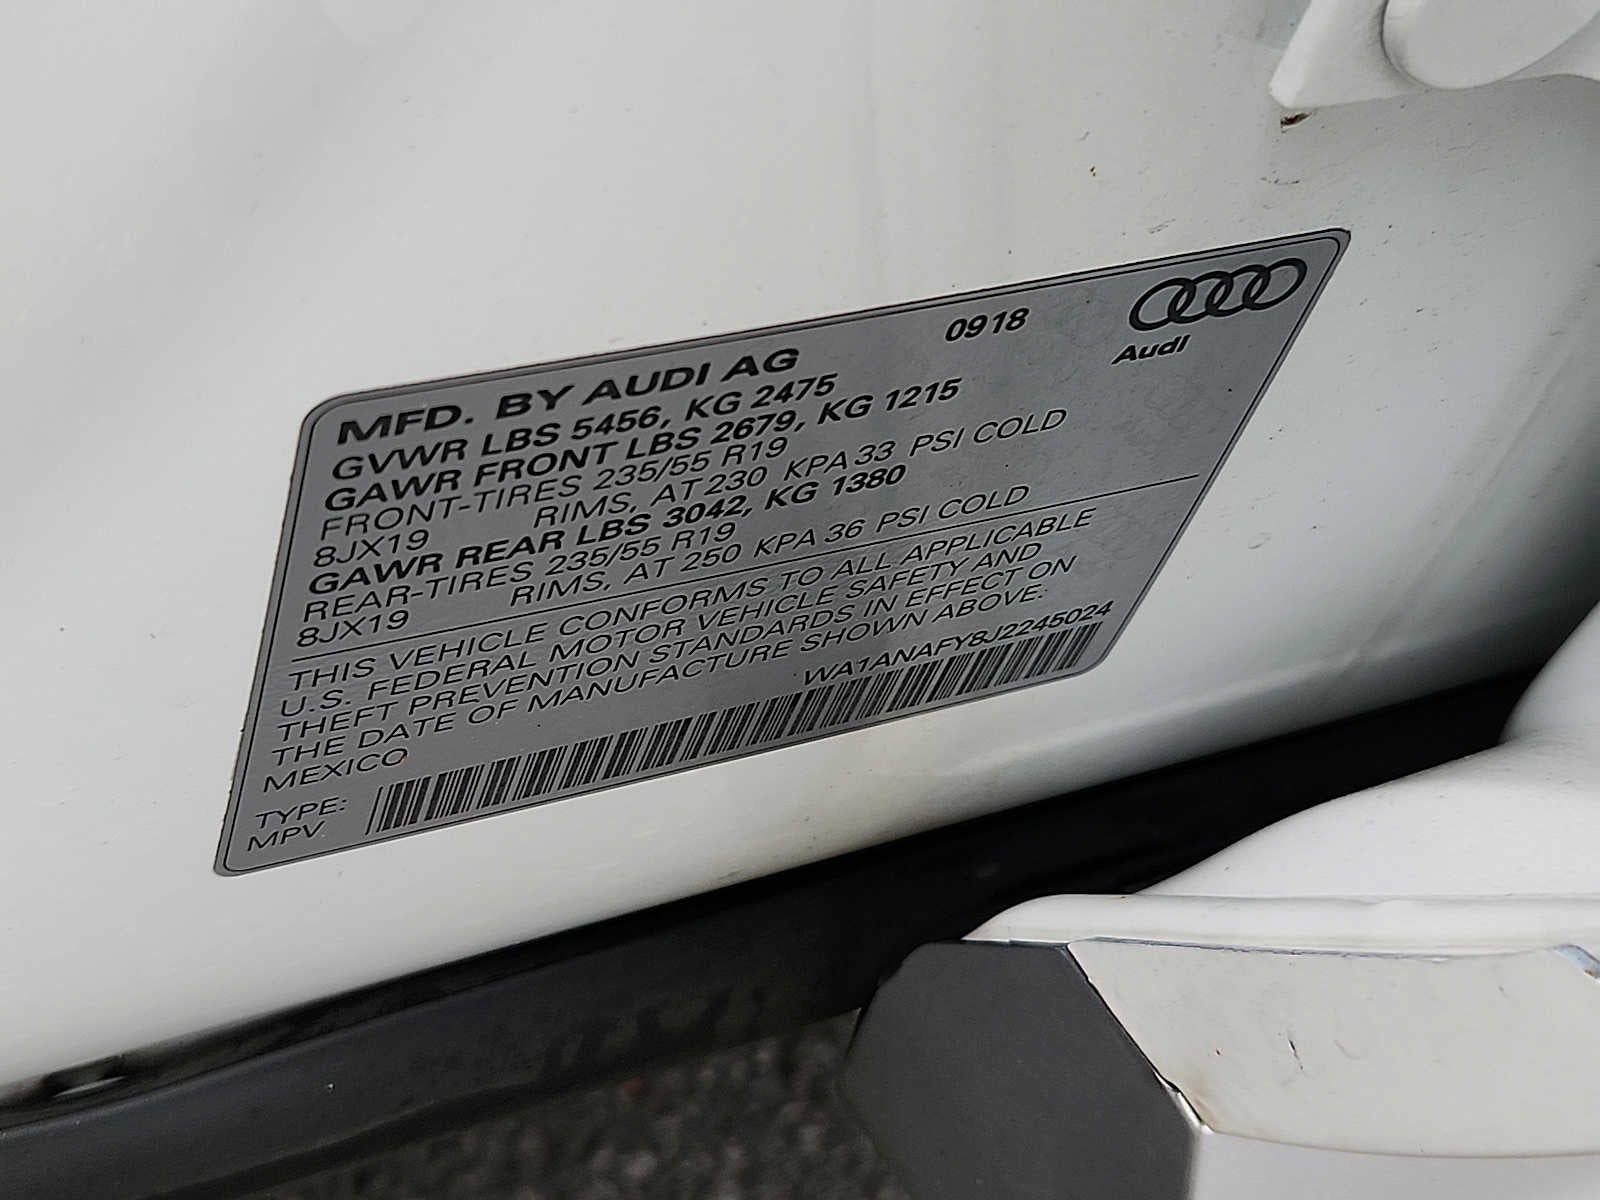 Audi
MFD. BY AUDI AG 0918
GVWR LBS 5456, KG 2475
GAWR FRONT LBS 2679, KG 1215
FRONT-TIRES 235/55 R19
8JX19 RIMS, AT 230 KPA 33 PSI COLD
GAWR REAR LBS 3042, KG 1380
REAR-TIRES 235/55 R19
8JX19 RIMS, AT 250 KPA 36 PSI COLD
THIS VEHICLE CONFORMS TO ALL APPLICABLE
U.S. FEDERAL MOTOR VEHICLE SAFETY AND
THEFT PREVENTION STANDARDS IN EFFECT ON
THE DATE OF MANUFACTURE SHOWN ABOVE:
MEXICO WA1ANAFY8J2245024
TYPE:
MPV